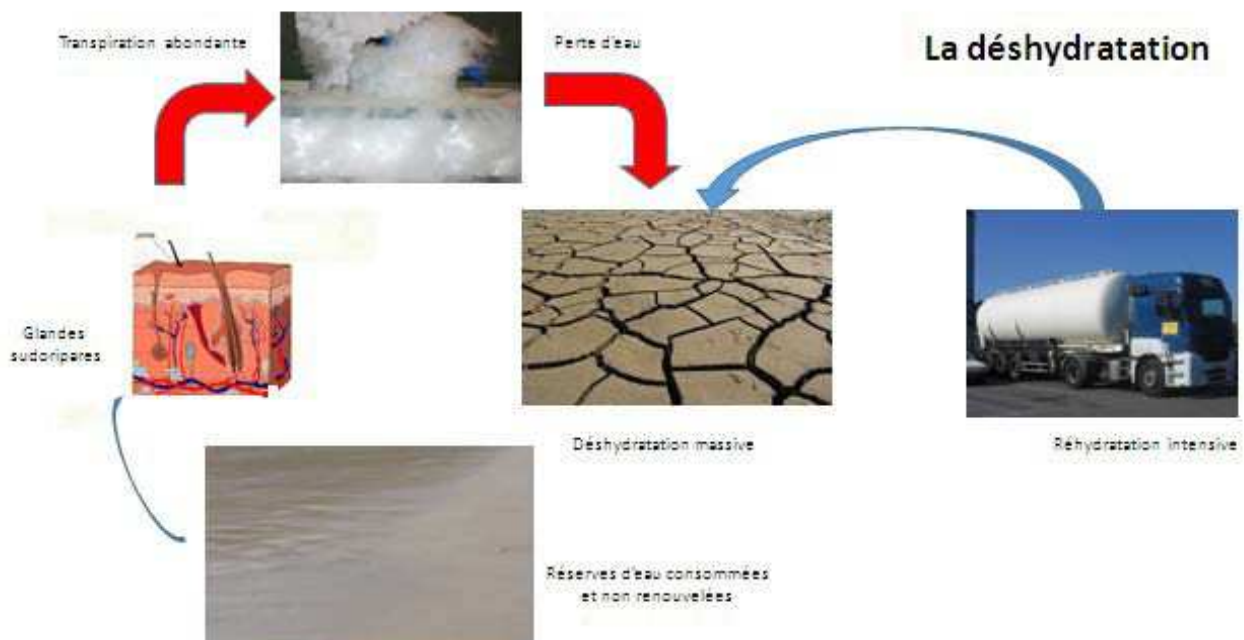 Transpiration abondante
Perte d'eau
La déshydratation
Glandes
sudoripares
Déshydratation massive
Réhydratation intensive
Réserves d'eau consommées
et non renouvelées